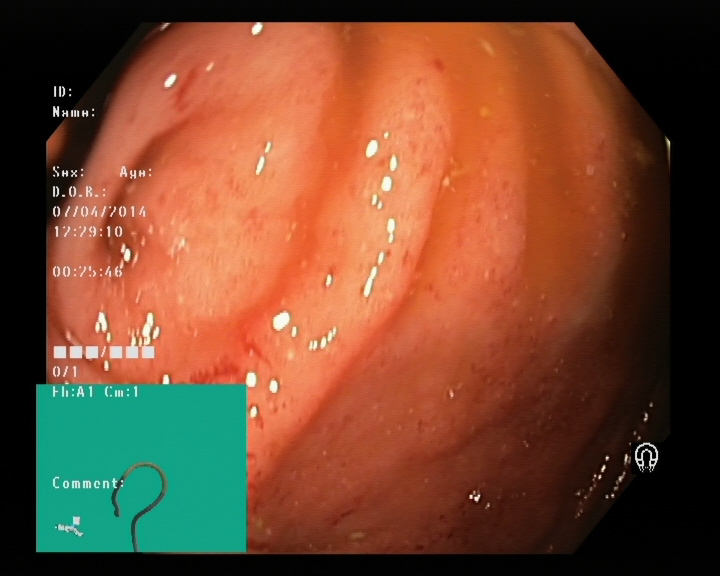 ID:
Name:
Sex: Age:
D.O.B.:
07/04/2014
12:29:10
00:25:46
■■■/■■■
0/1
Eh:A1 Cm:1
Comment: